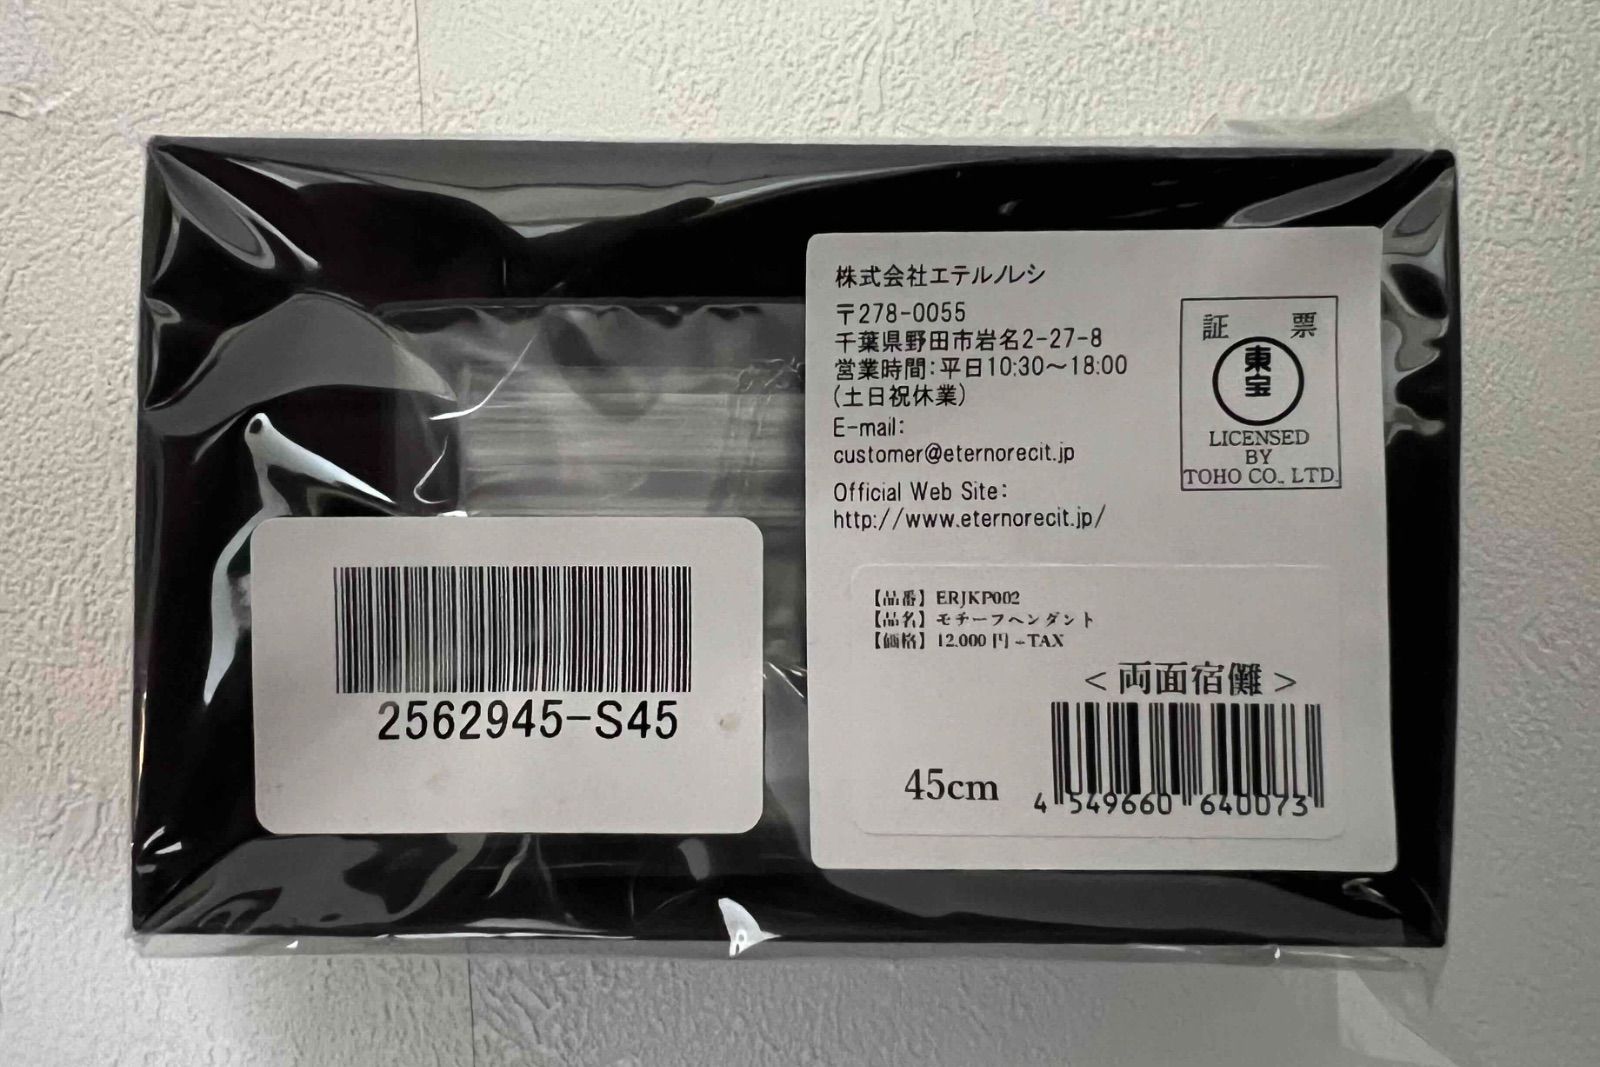 株式会社エテルノレシ
〒278-0055
千葉県野田市岩名2-27-8
営業時間:平日10:30～18:00
(土日祝休業)
E-mail:
customer@eternorecit.jp
Official Web Site:
http://www.eternorecit.jp/
証 票
東宝
LICENSED
BY
TOHO CO., LTD.
【品番】ERJKP002
【品名】モチーフペンダント
【価格】12,000円+TAX
<両面宿儺>
45cm
4 549660 640073
2562945-S45